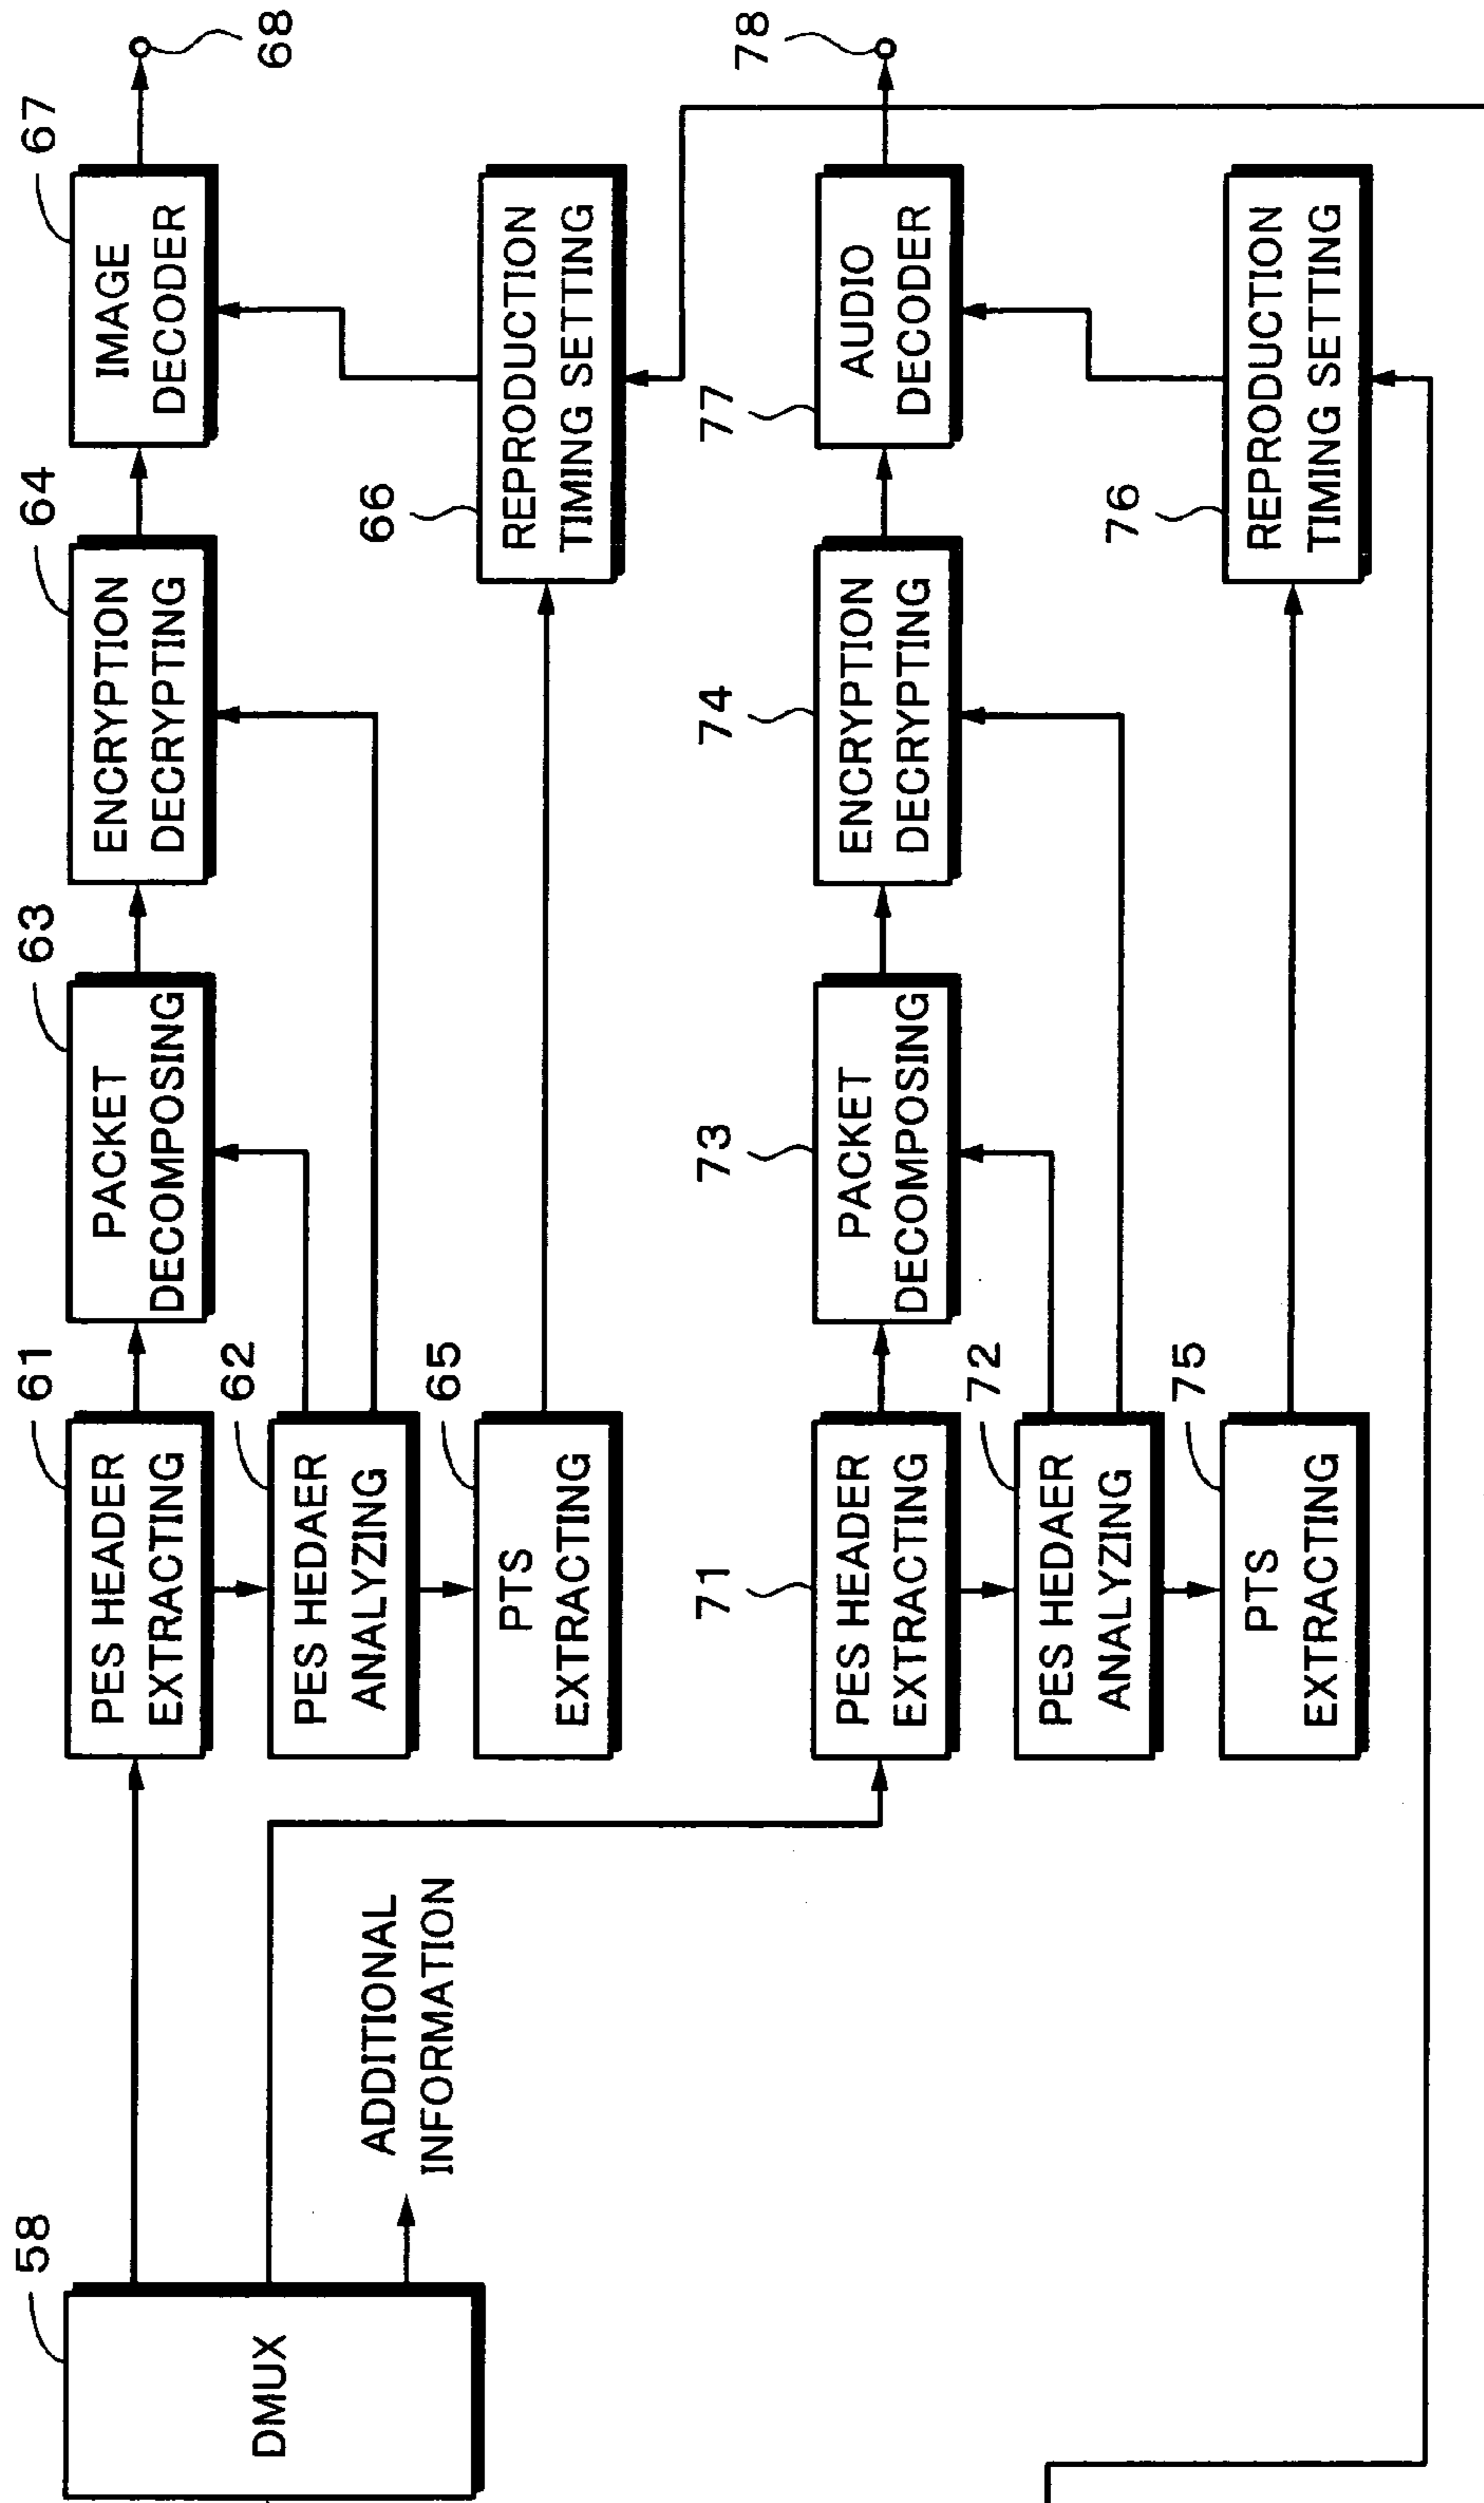 58
DMUX
ADDITIONAL
INFORMATION
61
PES HEADER
EXTRACTING
62
PES HEDAER
ANALYZING
65
PTS
EXTRACTING
63
PACKET
DECOMPOSING
64
ENCRYPTION
DECRYPTING
66
REPRODUCTION
TIMING SETTING
67
IMAGE
DECODER
68
71
PES HEADER
EXTRACTING
72
PES HEDAER
ANALYZING
75
PTS
EXTRACTING
73
PACKET
DECOMPOSING
74
ENCRYPTION
DECRYPTING
76
REPRODUCTION
TIMING SETTING
77
AUDIO
DECODER
78